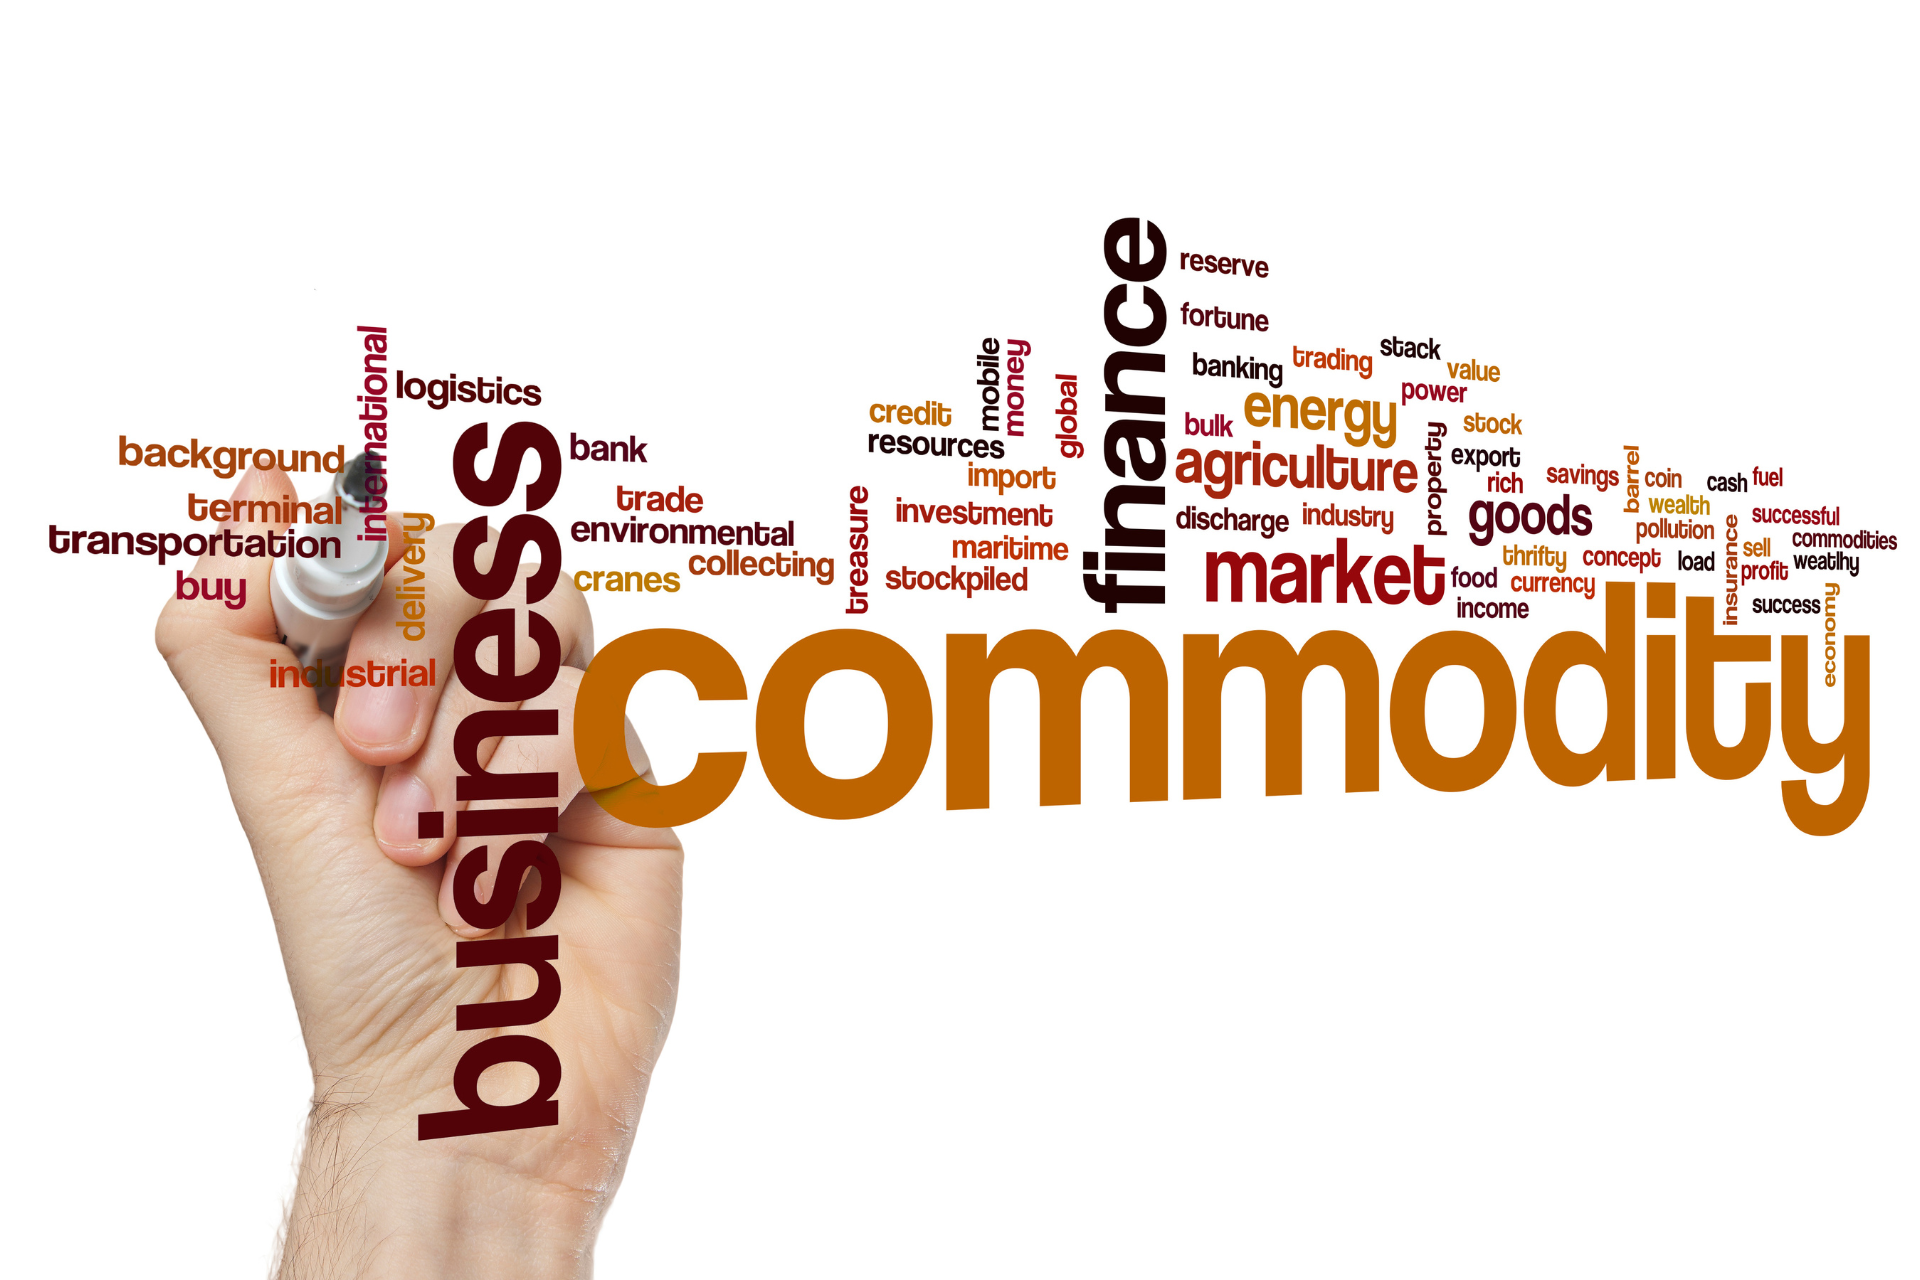 international
logistics
background
terminal
transportation
buy
delivery
industrial
business
bank
trade
environmental
collecting
cranes
treasure
credit
resources
mobile
money
global
import
investment
maritime
stockpiled
finance
reserve
fortune
banking
trading
stack
value
power
energy
bulk
stock
agriculture
property
export
rich
discharge
industry
goods
market
food
income
savings
barrel
coin
cash
fuel
wealth
pollution
successful
commodities
thrifty
concept
load
insurance
sell
profit
weatlhy
currency
success
economy
commodity